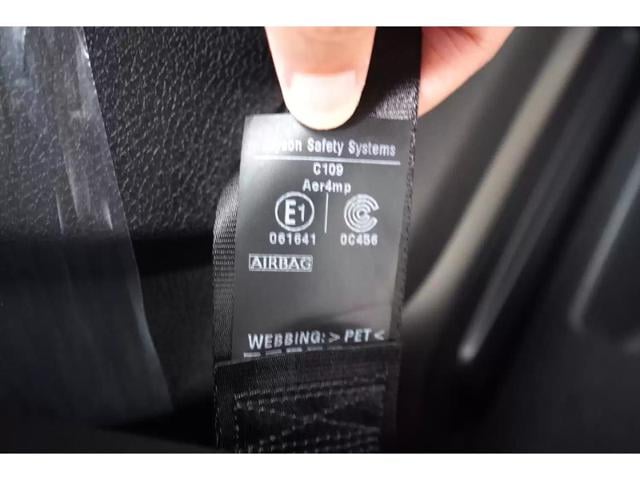 Safety Systems
C109
Aer4mp
E1
061641 0C456
AIRBAG
WEBBING: > PET <